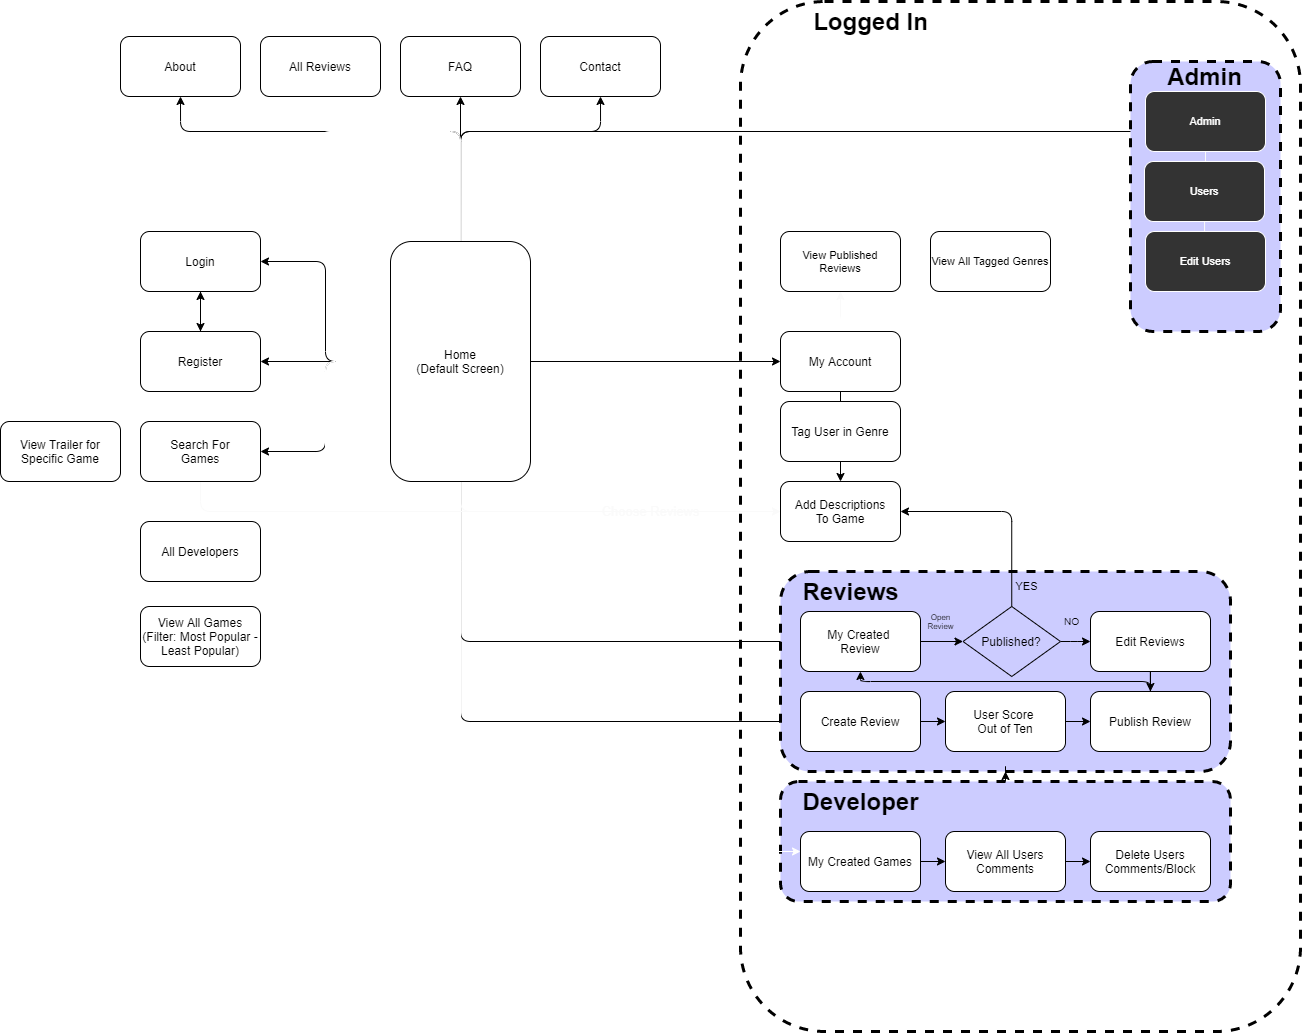 Logged In
About
All Reviews
FAQ
Contact
Admin
Admin
Users
Edit Users
Login
Register
Home
(Default Screen)
View Published
Reviews
View All Tagged Genres
My Account
Tag User in Genre
View Trailer for
Specific Game
Search For
Games
Add Descriptions
To Game
All Developers
View All Games
(Filter: Most Popular -
Least Popular)
Reviews
YES
My Created
Review
Open
Review
Published?
NO
Edit Reviews
Create Review
User Score
Out of Ten
Publish Review
Developer
My Created Games
View All Users
Comments
Delete Users
Comments/Block